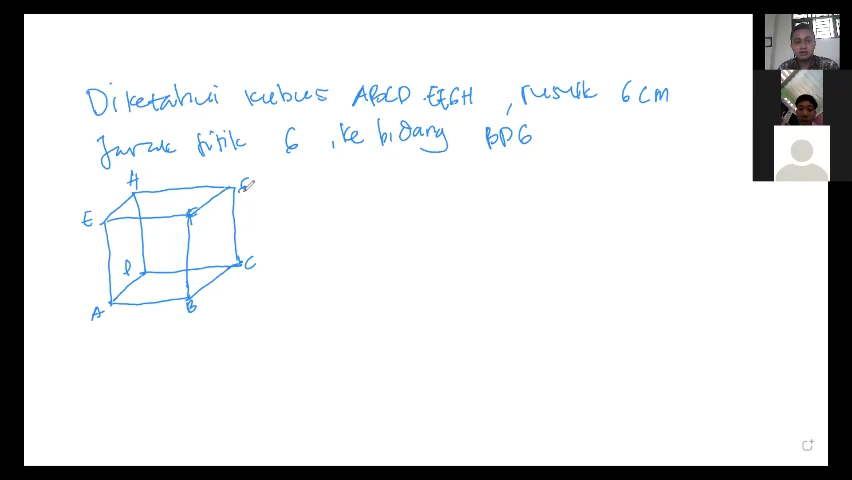 Diketahui kubus ABCD.EFGH, rusuk 6 cm
Jarak titik G, ke bidang BDG
H
G
E
F
D
C
A
B